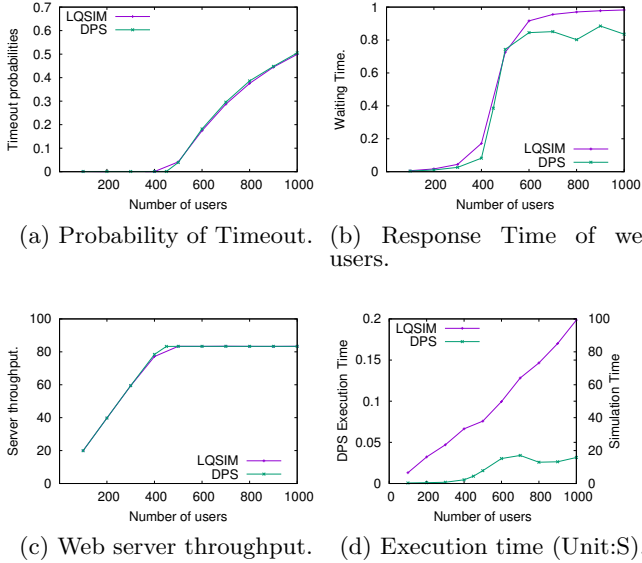 LQSIM
DPS
0.7
0.6
0.5
0.4
0.3
0.2
0.1
0
Timeout probabilities
200 400 600 800 1000
Number of users
(a) Probability of Timeout.
1
0.8
0.6
0.4
0.2
0
Waiting Time.
LQSIM
DPS
200 400 600 800 1000
Number of users
(b) Response Time of we
users.
100
80
60
40
20
0
Server throughput.
LQSIM
DPS
200 400 600 800 1000
Number of users
(c) Web server throughput.
0.2
0.15
0.1
0.05
0
DPS Execution Time
LQSIM
DPS
100
80
60
40
20
0
Simulation Time
0 200 400 600 800 1000
Number of users
(d) Execution time (Unit:S).